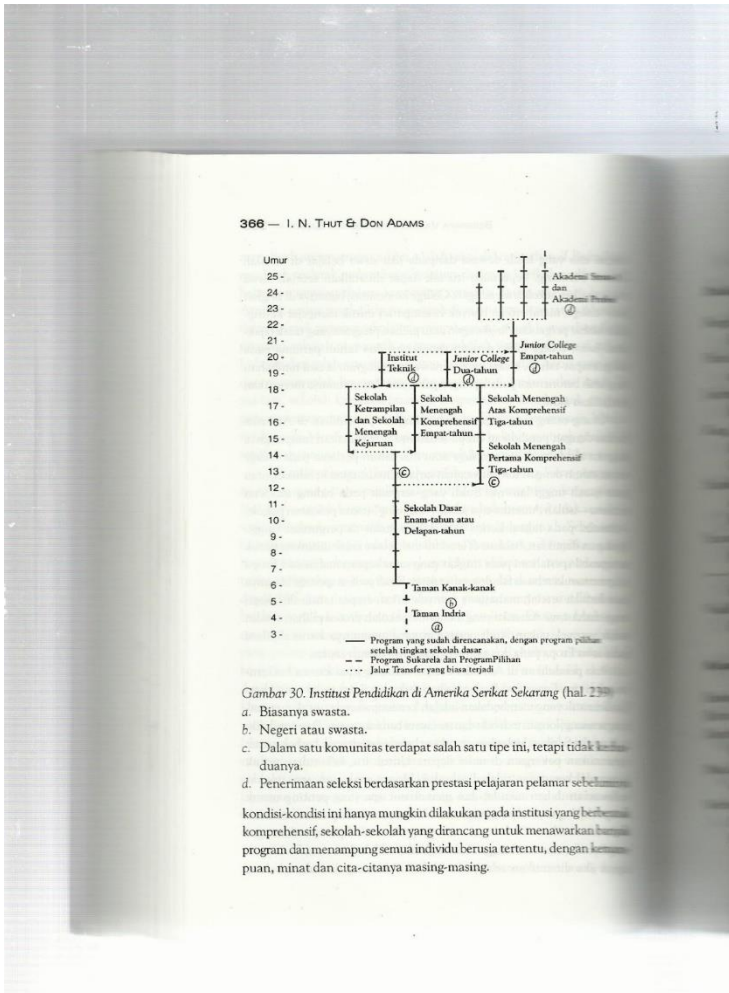 366 — I. N. THUT & DON ADAMS
Umur
25 -
24 -
23 -
22 -
21 -
20 -
19 -
18 -
17 -
16 -
15 -
14 -
13 -
12 -
11 -
10 -
9 -
8 -
7 -
6 -
5 -
4 -
3 -
Akademi
dan
Akademi
d
Junior College
Empat-tahun
d
Institut
Teknik
d
Junior College
Dua-tahun
d
Sekolah
Ketrampilan
dan Sekolah
Menengah
Kejuruan
Sekolah
Menengah
Komprehensif
Empat-tahun
Sekolah Menengah
Atas Komprehensif
Tiga-tahun
Sekolah Menengah
Pertama Komprehensif
Tiga-tahun
c
c
Sekolah Dasar
Enam-tahun atau
Delapan-tahun
Taman Kanak-kanak
b
Taman Indria
a
Program yang sudah direncanakan, dengan program pilihan
setelah tingkat sekolah dasar
Program Sukarela dan ProgramPilihan
Jalur Transfer yang biasa terjadi
Gambar 30. Institusi Pendidikan di Amerika Serikat Sekarang (hal.
a. Biasanya swasta.
b. Negeri atau swasta.
c. Dalam satu komunitas terdapat salah satu tipe ini, tetapi tidak
duanya.
d. Penerimaan seleksi berdasarkan prestasi pelajaran pelamar
kondisi-kondisi ini hanya mungkin dilakukan pada institusi yang
komprehensif, sekolah-sekolah yang dirancang untuk menawarkan
program dan menampung semua individu berusia tertentu, dengan
puan, minat dan cita-citanya masing-masing.